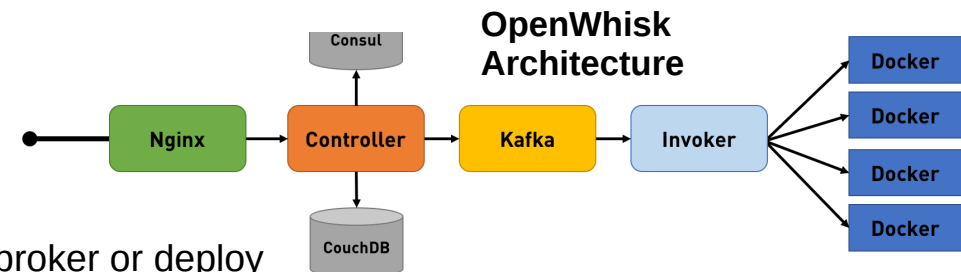 OpenWhisk
Architecture
Consul
Nginx
Controller
Kafka
Invoker
Docker
Docker
Docker
Docker
CouchDB
broker or deploy